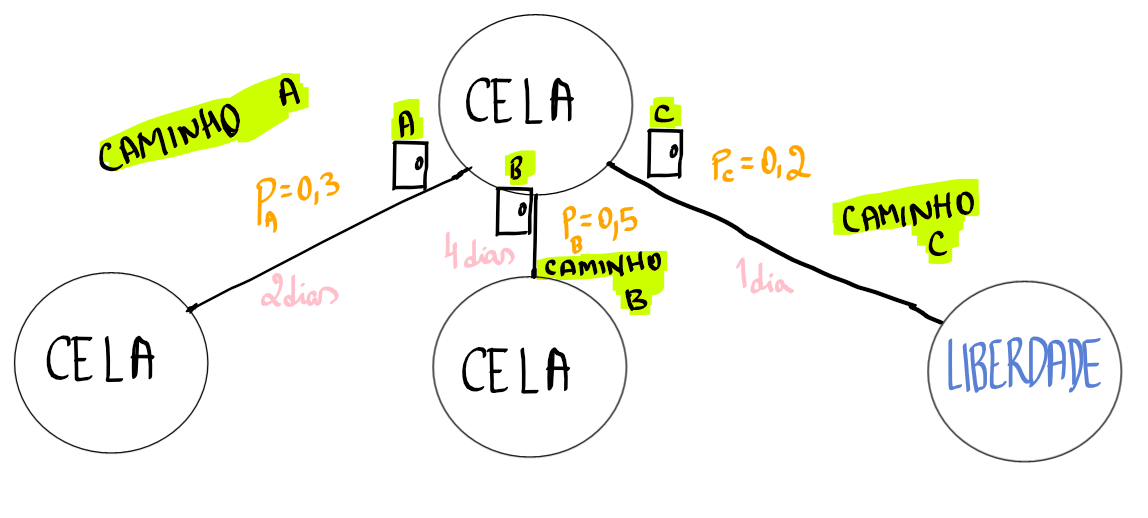 CELA
CAMINHO A
A
B
C
P_A=0,3
P_B=0,5
P_C=0,2
2 dias
4 dias
1 dia
CAMINHO
B
CAMINHO
C
CELA
CELA
LIBERDADE